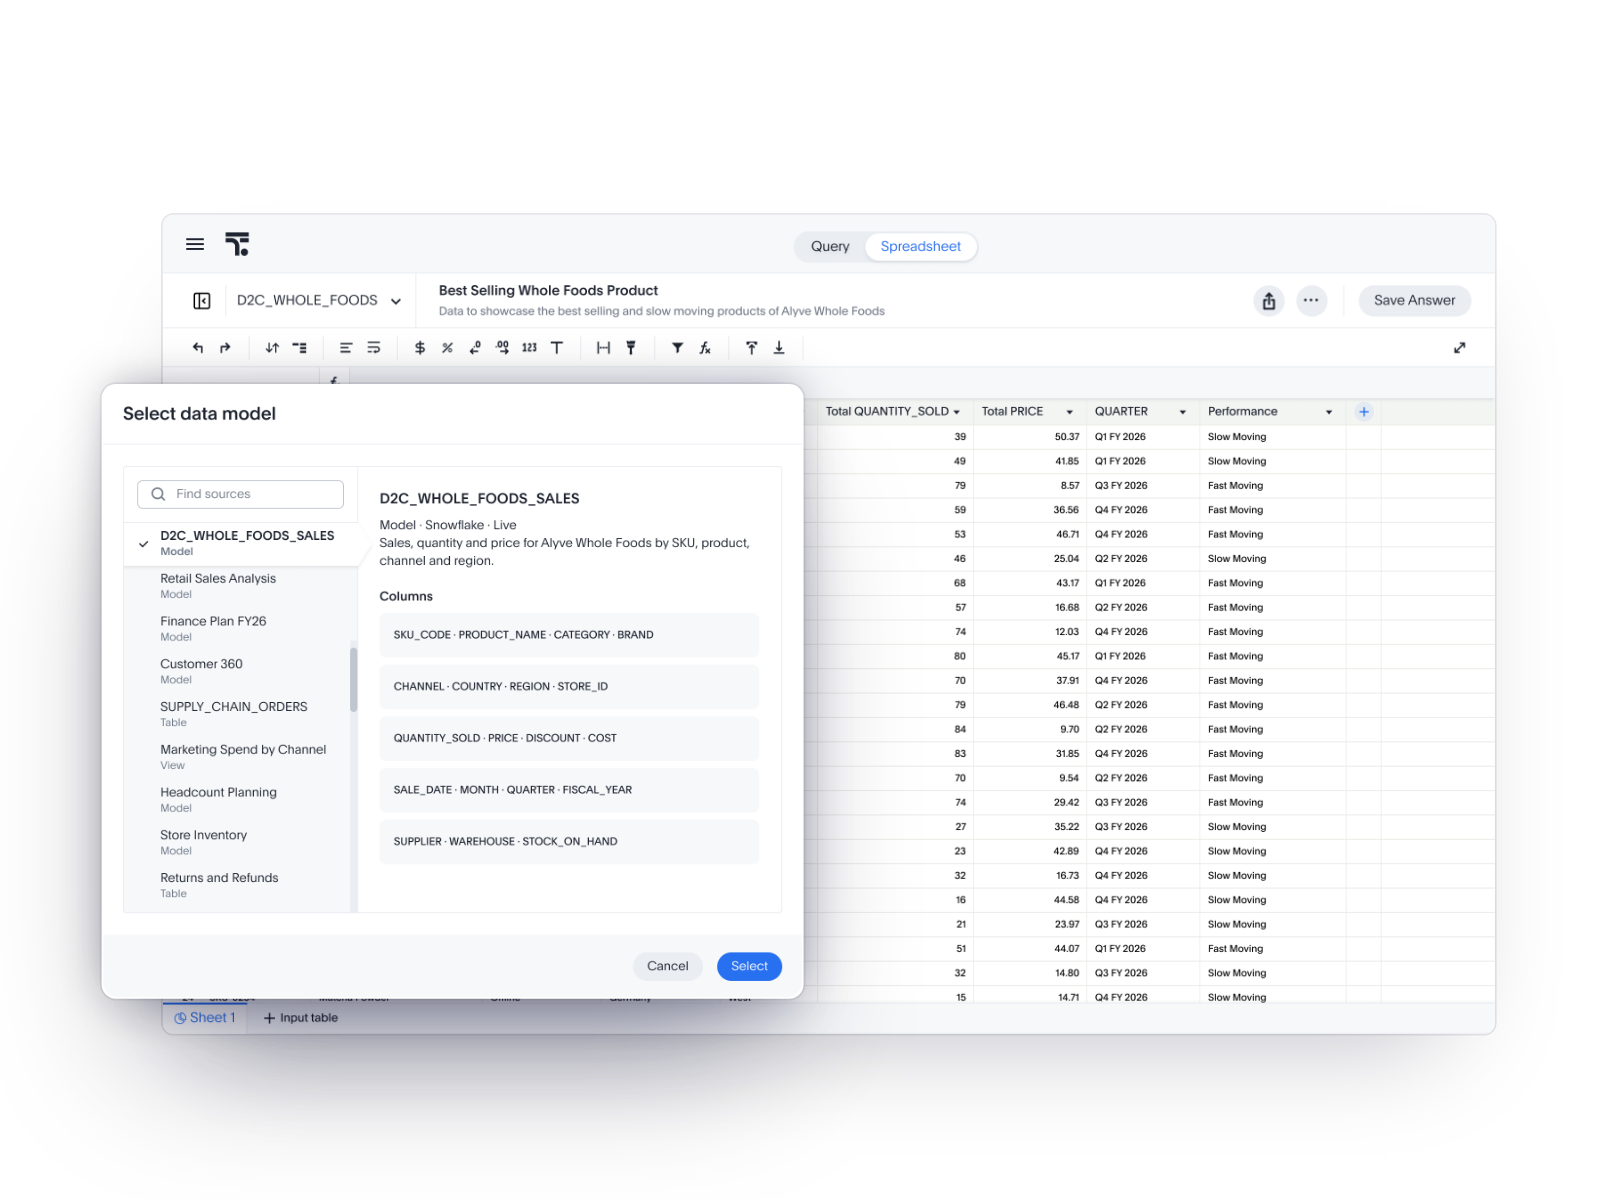 Query Spreadsheet
D2C_WHOLE_FOODS
Best Selling Whole Foods Product
Data to showcase the best selling and slow moving products of Alyve Whole Foods
Save Answer
$ % .0 .00 123 T fx
Select data model
Find sources
D2C_WHOLE_FOODS_SALES
Model
Retail Sales Analysis
Model
Finance Plan FY26
Model
Customer 360
Model
SUPPLY_CHAIN_ORDERS
Table
Marketing Spend by Channel
View
Headcount Planning
Model
Store Inventory
Model
Returns and Refunds
Table
D2C_WHOLE_FOODS_SALES
Model · Snowflake · Live
Sales, quantity and price for Alyve Whole Foods by SKU, product,
channel and region.
Columns
SKU_CODE · PRODUCT_NAME · CATEGORY · BRAND
CHANNEL · COUNTRY · REGION · STORE_ID
QUANTITY_SOLD · PRICE · DISCOUNT · COST
SALE_DATE · MONTH · QUARTER · FISCAL_YEAR
SUPPLIER · WAREHOUSE · STOCK_ON_HAND
Cancel Select
Total QUANTITY_SOLD Total PRICE QUARTER Performance
39 50.37 Q1 FY 2026 Slow Moving
49 41.85 Q1 FY 2026 Slow Moving
79 8.57 Q3 FY 2026 Fast Moving
59 36.56 Q4 FY 2026 Fast Moving
53 46.71 Q4 FY 2026 Fast Moving
46 25.04 Q2 FY 2026 Slow Moving
68 43.17 Q1 FY 2026 Fast Moving
57 16.68 Q2 FY 2026 Fast Moving
74 12.03 Q4 FY 2026 Fast Moving
80 45.17 Q1 FY 2026 Fast Moving
70 37.91 Q4 FY 2026 Fast Moving
79 46.48 Q2 FY 2026 Fast Moving
84 9.70 Q2 FY 2026 Fast Moving
83 31.85 Q4 FY 2026 Fast Moving
70 9.54 Q2 FY 2026 Fast Moving
74 29.42 Q3 FY 2026 Fast Moving
27 35.22 Q3 FY 2026 Slow Moving
23 42.89 Q4 FY 2026 Slow Moving
32 16.73 Q4 FY 2026 Slow Moving
16 44.58 Q4 FY 2026 Slow Moving
21 23.97 Q3 FY 2026 Slow Moving
51 44.07 Q1 FY 2026 Fast Moving
32 14.80 Q3 FY 2026 Slow Moving
15 14.71 Q4 FY 2026 Slow Moving
Sheet 1 Input table